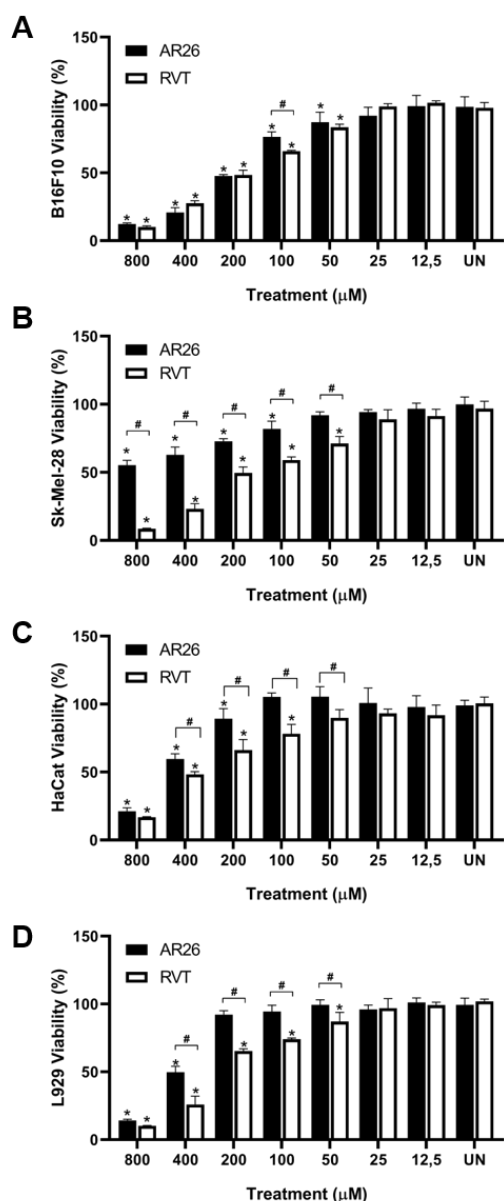 A
AR26
RVT
B16F10 Viability (%)
150
100
50
0
#
* * * * * * * * * *
800 400 200 100 50 25 12,5 UN
Treatment (μM)
B
AR26
RVT
Sk-Mel-28 Viability (%)
150
100
50
0
# # # # #
* * * * * * * * *
800 400 200 100 50 25 12,5 UN
Treatment (μM)
C
AR26
RVT
HaCat Viability (%)
150
100
50
0
# # # #
* * * * * * *
800 400 200 100 50 25 12,5 UN
Treatment (μM)
D
AR26
RVT
L929 Viability (%)
150
100
50
0
# # # #
* * * * * * *
800 400 200 100 50 25 12,5 UN
Treatment (μM)